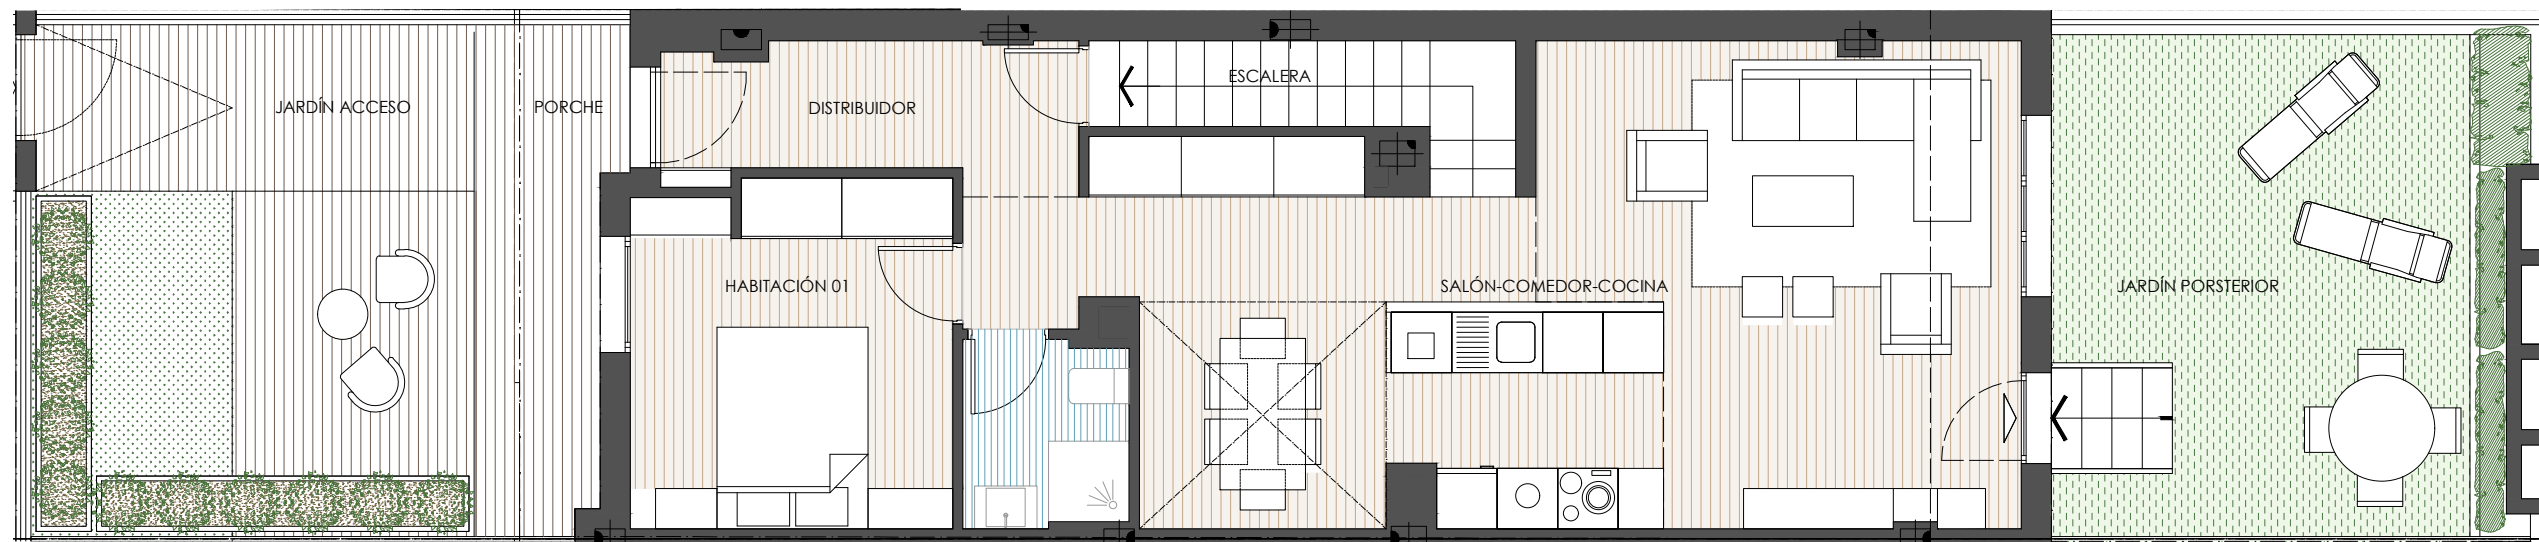 JARDÍN ACCESO
PORCHE
DISTRIBUIDOR
ESCALERA
HABITACIÓN 01
SALÓN-COMEDOR-COCINA
JARDÍN PORSTERIOR